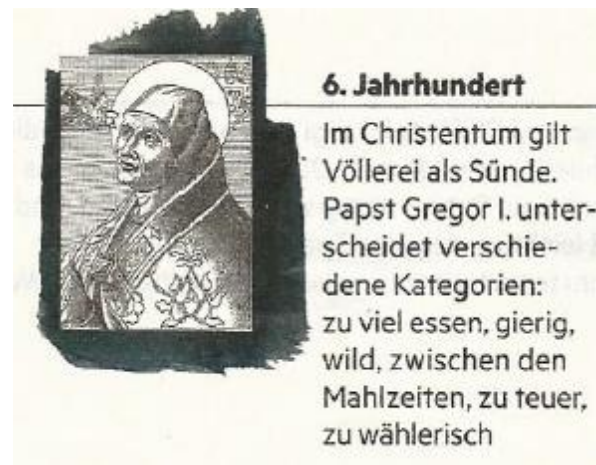 6. Jahrhundert
Im Christentum gilt
Völlerei als Sünde.
Papst Gregor I. unter-
scheidet verschie-
dene Kategorien:
zu viel essen, gierig,
wild, zwischen den
Mahlzeiten, zu teuer,
zu wählerisch